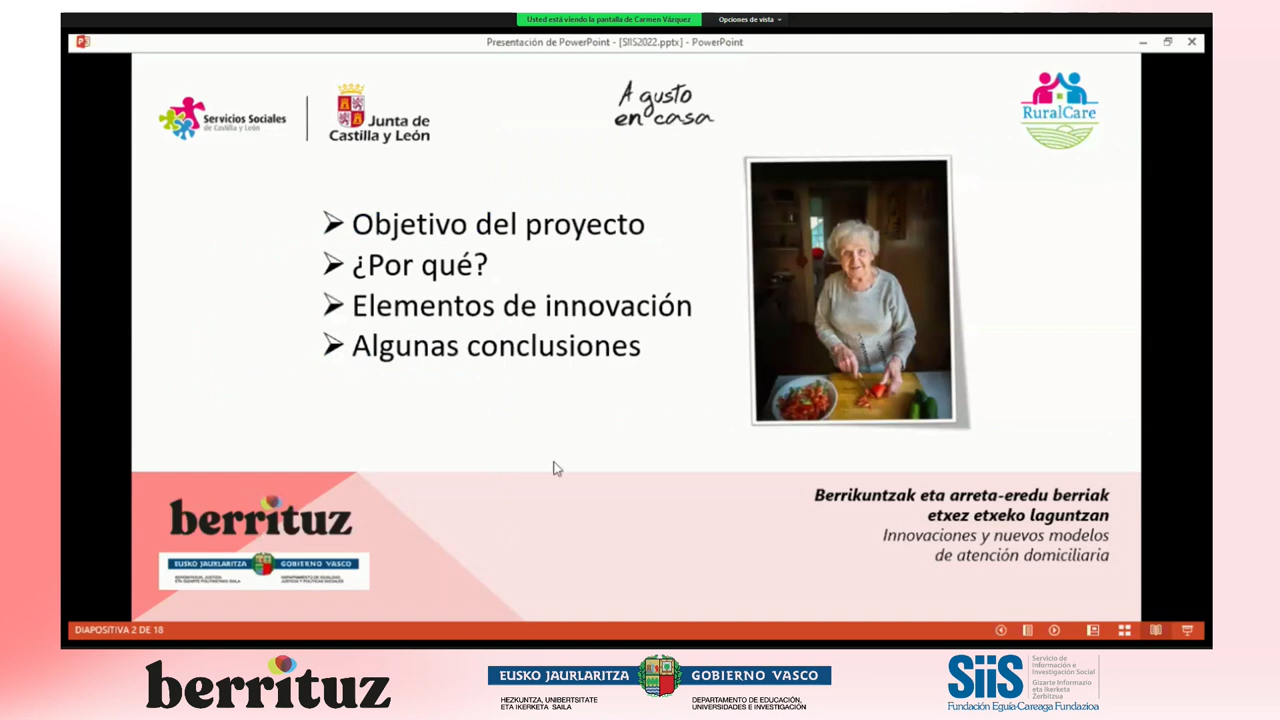 Usted está viendo la pantalla de Carmen Vázquez
Opciones de vista
Presentación de PowerPoint - [SIIS2022.pptx] - PowerPoint
Servicios Sociales
de Castilla y León
Junta de
Castilla y León
A gusto
en casa
RuralCare
Objetivo del proyecto
¿Por qué?
Elementos de innovación
Algunas conclusiones
berrituz
EUSKO JAURLARITZA
GOBIERNO VASCO
Berrikuntzak eta arreta-eredu berriak
etxez etxeko laguntzan
Innovaciones y nuevos modelos
de atención domiciliaria
DIAPOSITIVA 2 DE 18
berrituz
EUSKO JAURLARITZA
GOBIERNO VASCO
HEZKUNTZA, UNIBERTSITATE
ETA IKERKETA SAILA
DEPARTAMENTO DE EDUCACIÓN,
UNIVERSIDADES E INVESTIGACIÓN
SiiS
Servicio de
Información e
Investigación Social
Gizarte Informazio
eta Ikerketa
Zerbitzua
Fundación Eguía-Careaga Fundazioa